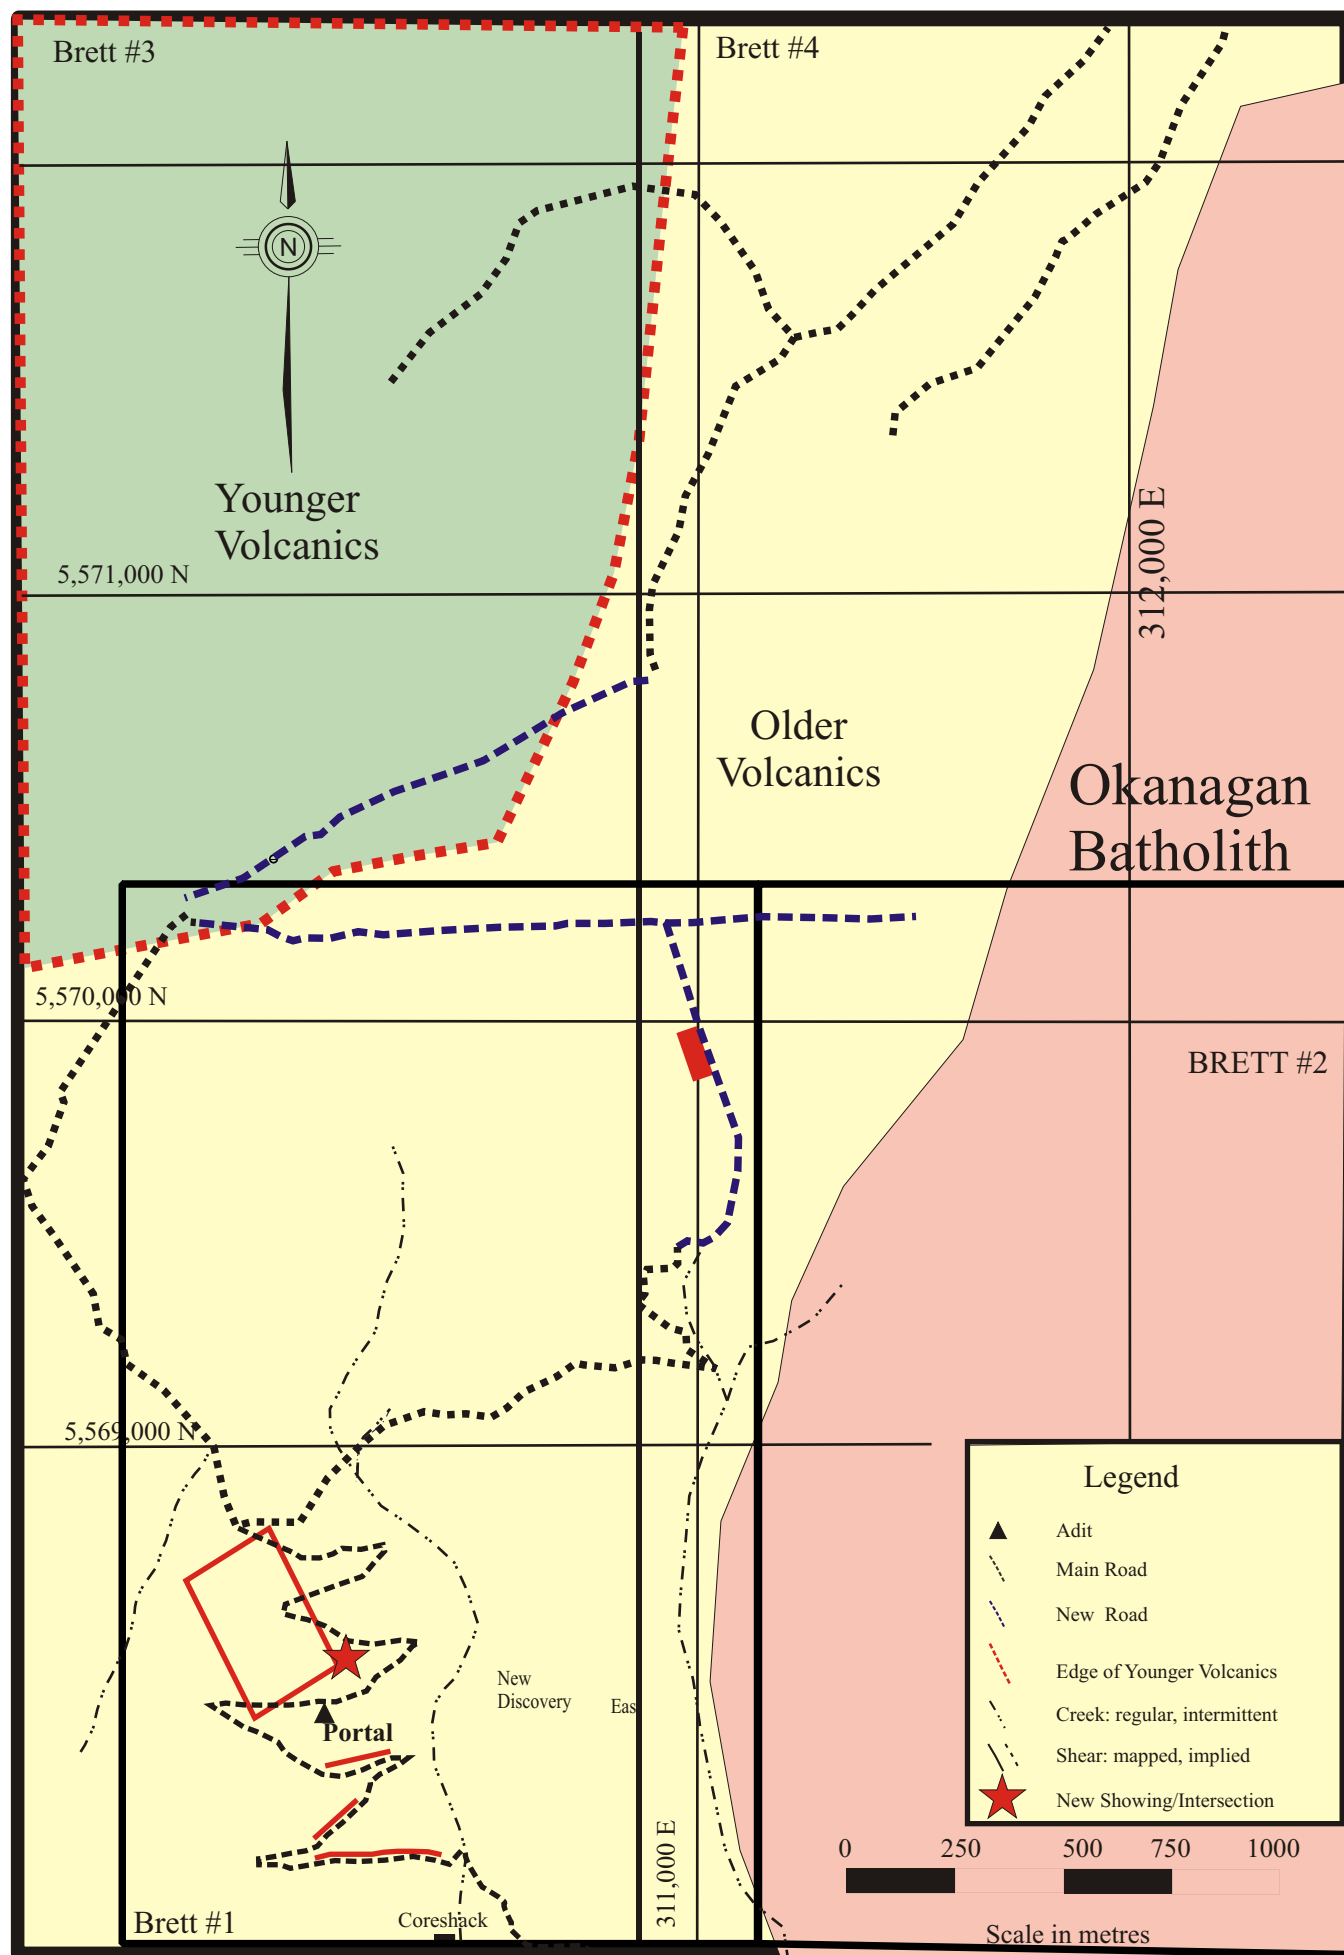 Brett #3
Brett #4
N
Younger
Volcanics
5,571,000 N
312,000 E
Older
Volcanics
Okanagan
Batholith
5,570,000 N
BRETT #2
5,569,000 N
New
Discovery
Eas
Portal
311,000 E
Brett #1
Coreshack
Legend
Adit
Main Road
New Road
Edge of Younger Volcanics
Creek: regular, intermittent
Shear: mapped, implied
New Showing/Intersection
0 250 500 750 1000
Scale in metres